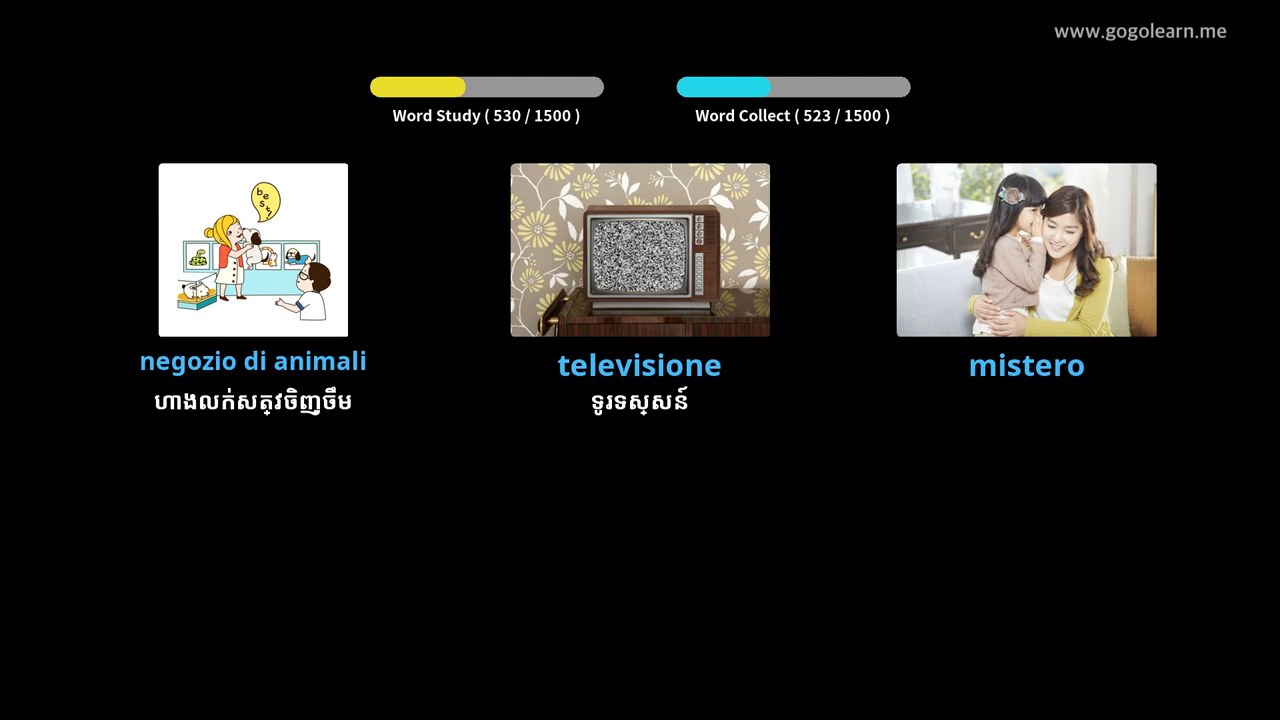 www.gogolearn.me
Word Study ( 530 / 1500 )
Word Collect ( 523 / 1500 )
best
negozio di animali
televisione
mistero
ហាងលក់សត្វចិញ្ចឹម
ទូរទស្សន៍